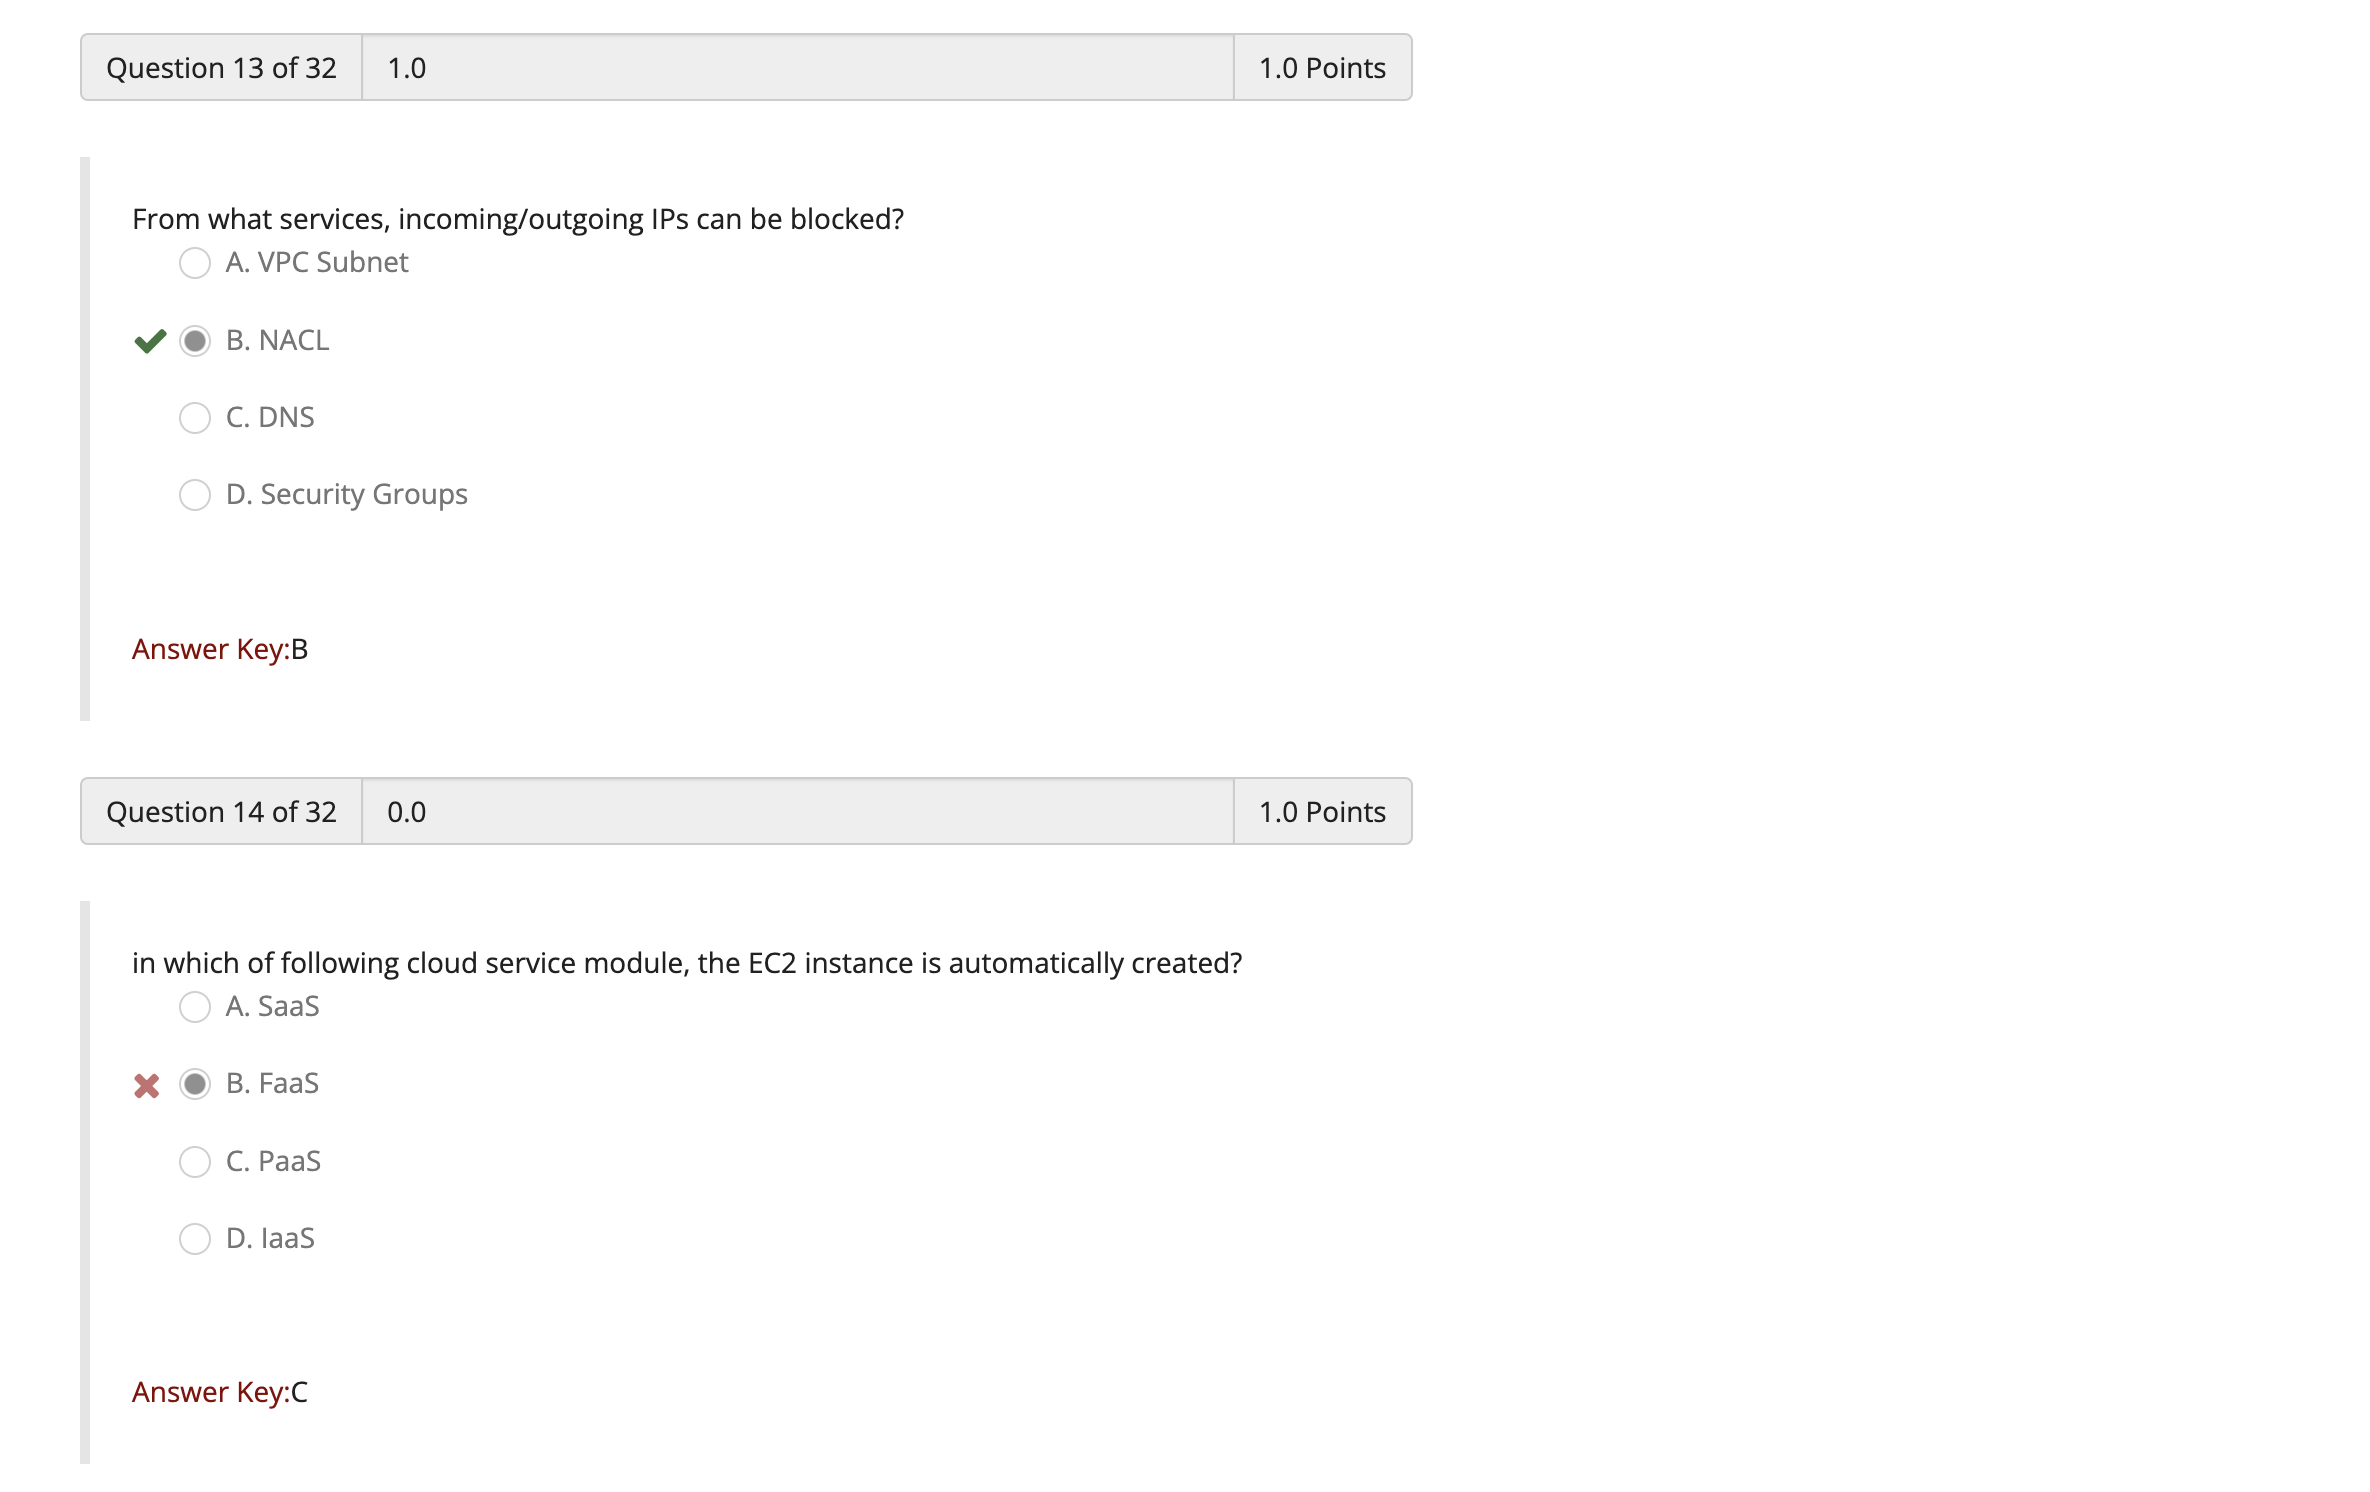 Question 13 of 32 1.0 1.0 Points
From what services, incoming/outgoing IPs can be blocked?
A. VPC Subnet
B. NACL
C. DNS
D. Security Groups
Answer Key:B
Question 14 of 32 0.0 1.0 Points
in which of following cloud service module, the EC2 instance is automatically created?
A. SaaS
B. FaaS
C. PaaS
D. IaaS
Answer Key:C